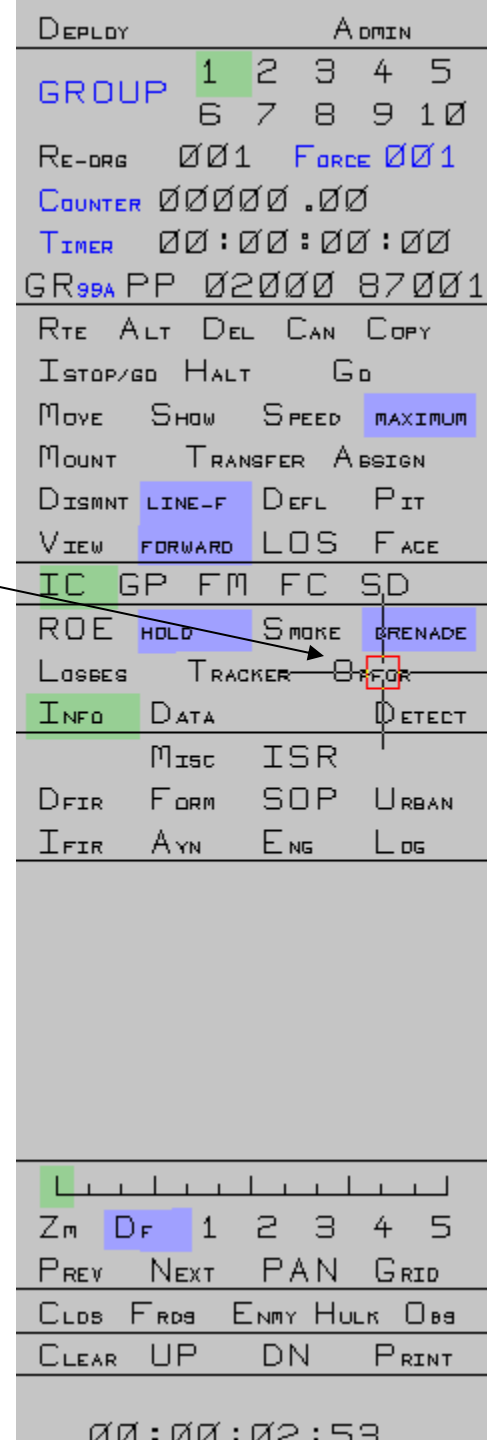 DEPLOY ADMIN
GROUP 1 2 3 4 5
6 7 8 9 10
RE-ORG 001 FORCE 001
COUNTER 00000.00
TIMER 00:00:00:00
GR99A PP 02000 87001
RTE ALT DEL CAN COPY
ISTOP/GO HALT GO
MOVE SHOW SPEED MAXIMUM
MOUNT TRANSFER ASSIGN
DISMNT LINE-F DEFL PIT
VIEW FORWARD LOS FACE
IC GP FM FC SD
ROE HOLD SMOKE GRENADE
LOSSES TRACKER
INFO DATA DETECT
MISC ISR
DFIR FORM SOP URBAN
IFIR AYN ENG LOG
ZM DF 1 2 3 4 5
PREV NEXT PAN GRID
CLDS FRDS ENMY HULK OBS
CLEAR UP DN PRINT
00:00:02:53